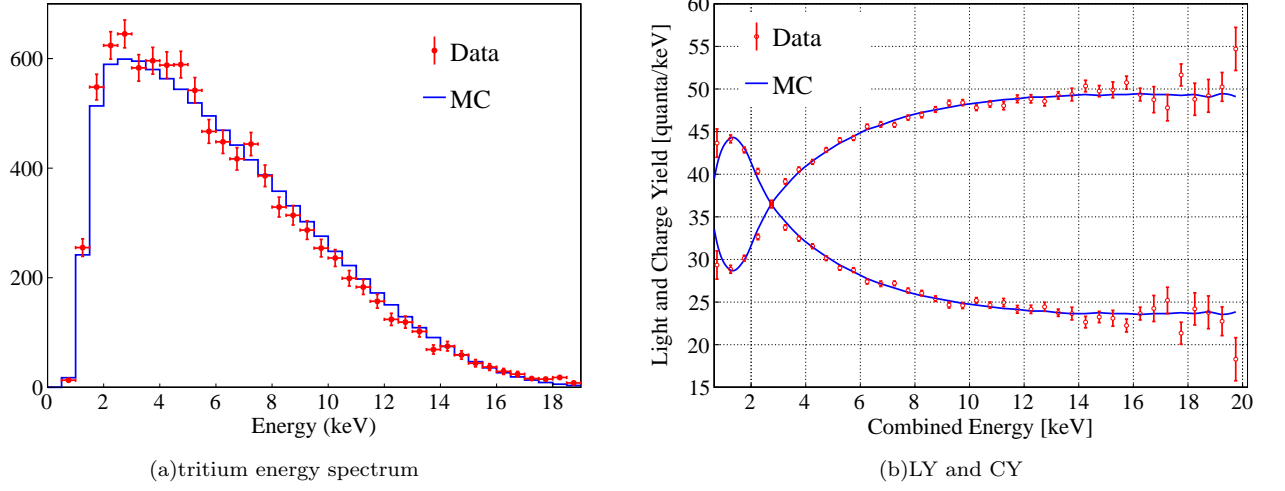 600
400
200
0
0 2 4 6 8 10 12 14 16 18
Energy (keV)
Data
MC
(a)tritium energy spectrum
Light and Charge Yield [quanta/keV]
60
55
50
45
40
35
30
25
20
15
2 4 6 8 10 12 14 16 18 20
Combined Energy [keV]
Data
MC
(b)LY and CY